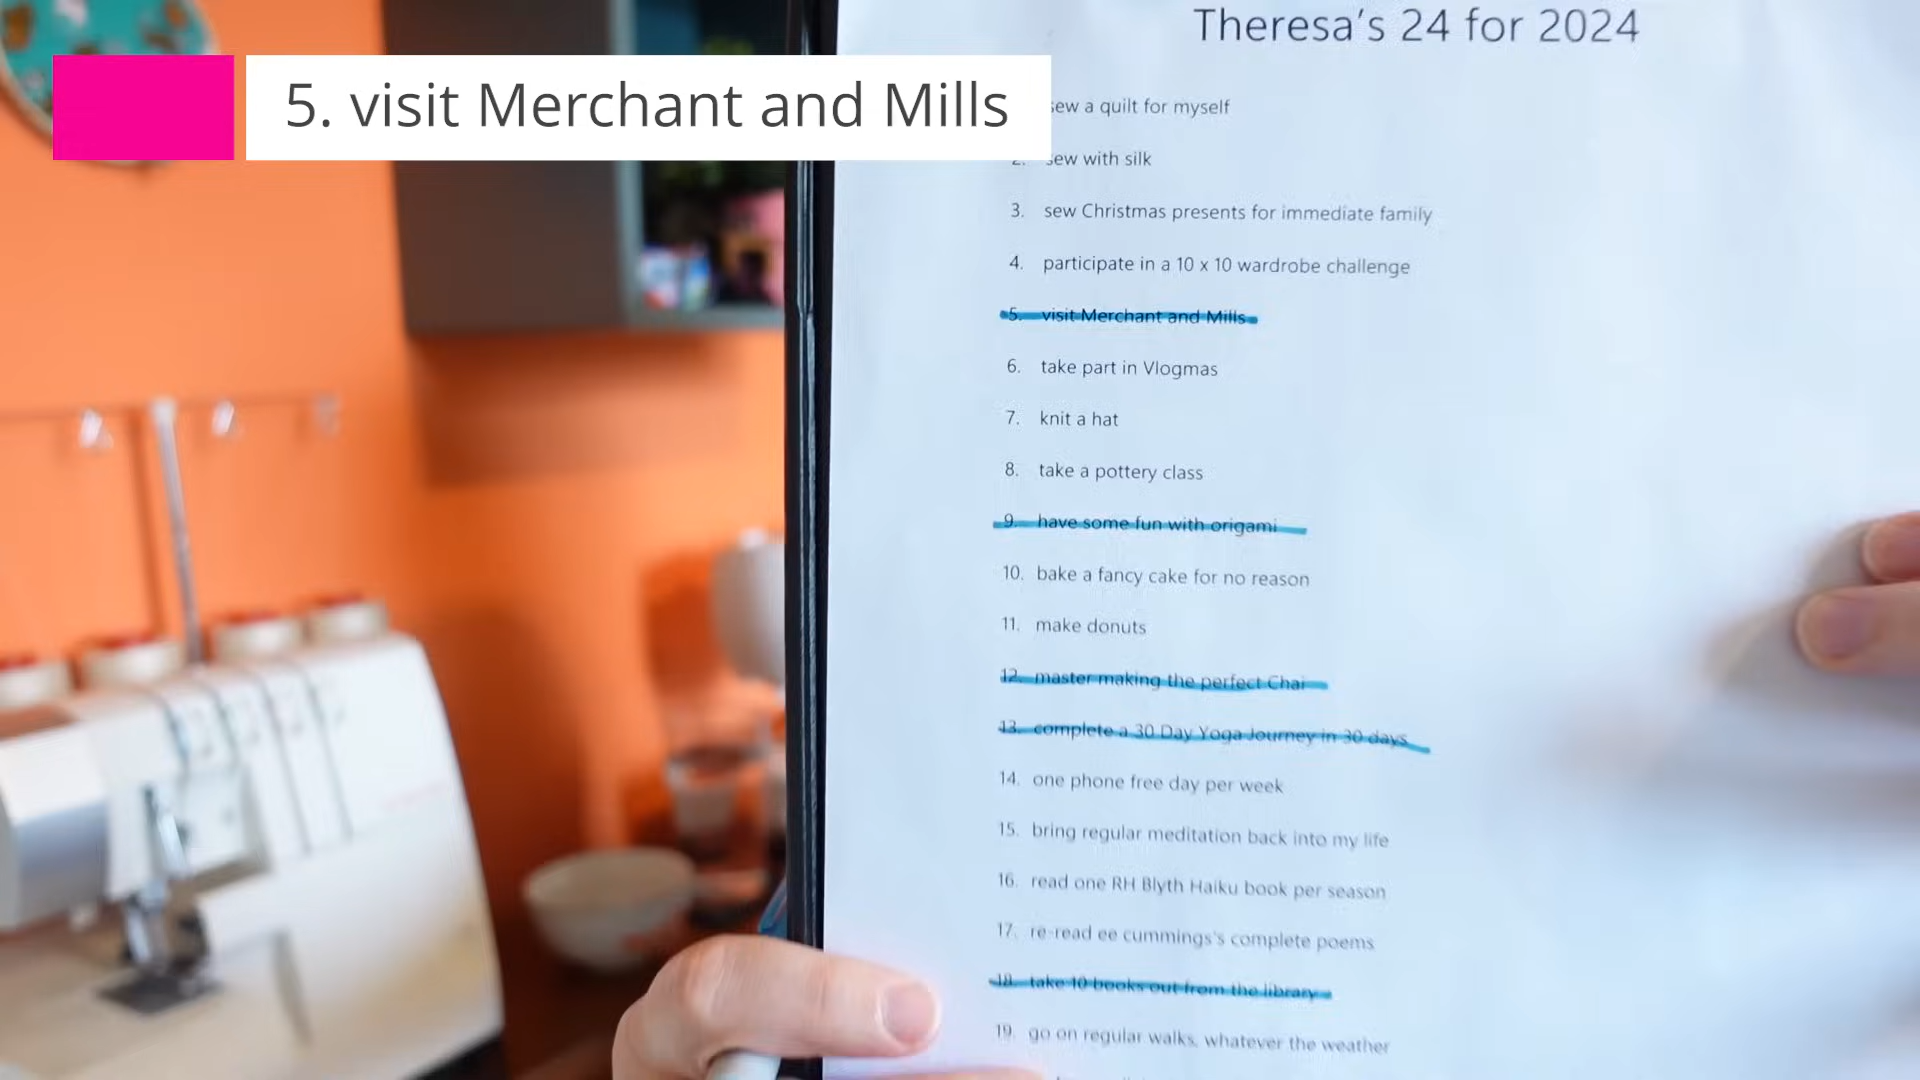 Theresa's 24 for 2024
5. visit Merchant and Mills
sew a quilt for myself
2. sew with silk
3. sew Christmas presents for immediate family
4. participate in a 10 x 10 wardrobe challenge
5. visit Merchant and Mills
6. take part in Vlogmas
7. knit a hat
8. take a pottery class
9. have some fun with origami
10. bake a fancy cake for no reason
11. make donuts
12. master making the perfect Chai
13. complete a 30 Day Yoga Journey in 30 days
14. one phone free day per week
15. bring regular meditation back into my life
16. read one RH Blyth Haiku book per season
17. re-read ee cummings's complete poems
18. take 10 books out from the library
19. go on regular walks, whatever the weather